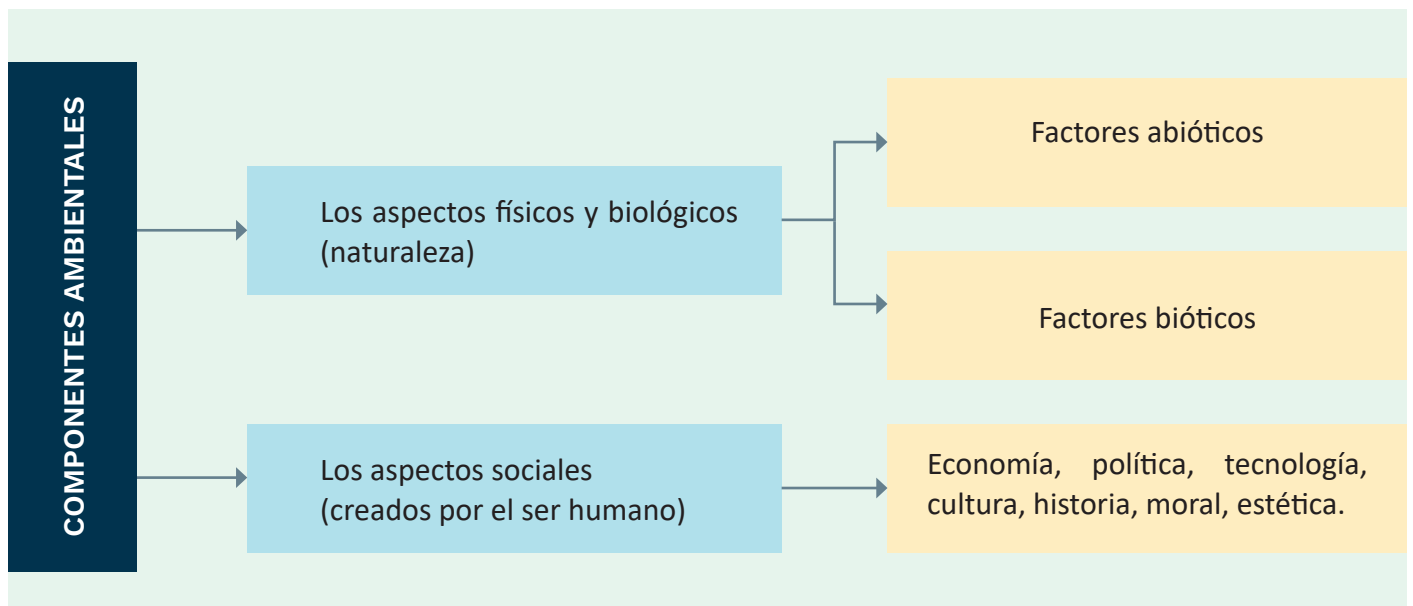 COMPONENTES AMBIENTALES
Los aspectos físicos y biológicos
(naturaleza)
Factores abióticos
Factores bióticos
Los aspectos sociales
(creados por el ser humano)
Economía, política, tecnología,
cultura, historia, moral, estética.